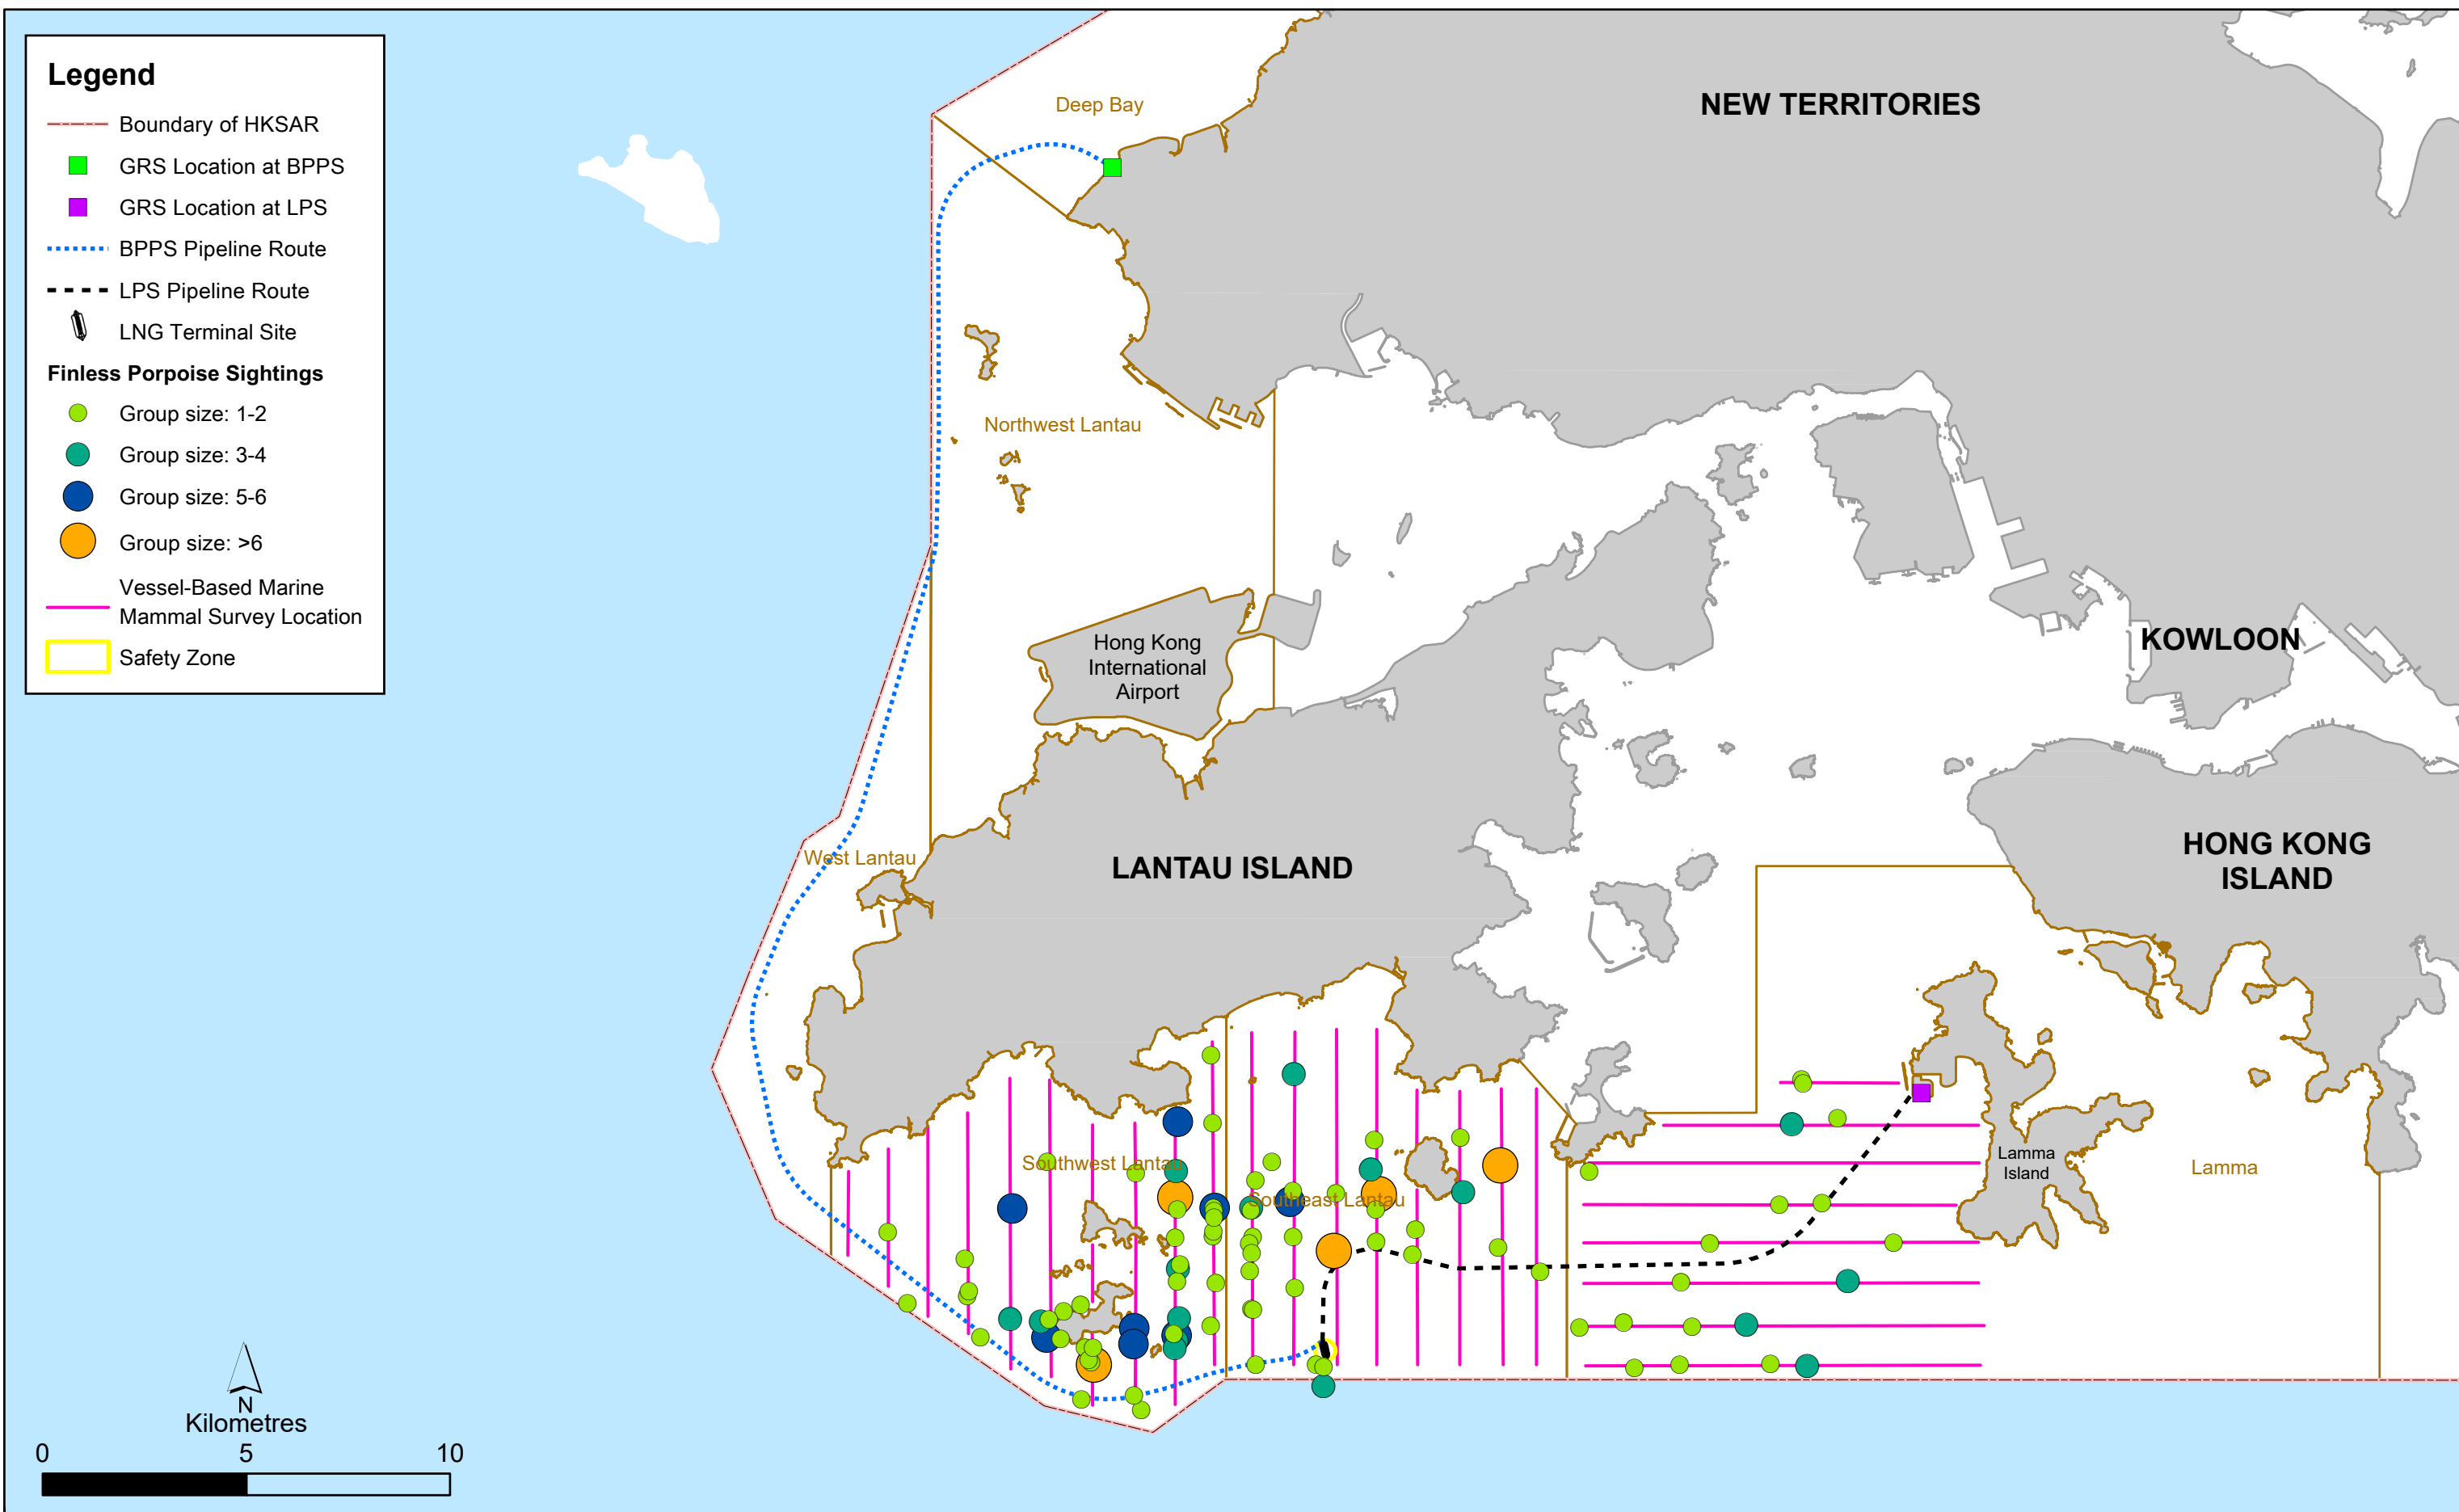 Legend
Boundary of HKSAR
GRS Location at BPPS
GRS Location at LPS
BPPS Pipeline Route
LPS Pipeline Route
LNG Terminal Site
Finless Porpoise Sightings
Group size: 1-2
Group size: 3-4
Group size: 5-6
Group size: >6
Vessel-Based Marine
Mammal Survey Location
Safety Zone
Deep Bay
NEW TERRITORIES
Northwest Lantau
Hong Kong
International
Airport
KOWLOON
West Lantau
LANTAU ISLAND
HONG KONG
ISLAND
Southwest Lantau
Southeast Lantau
Lamma
Island
Lamma
N
Kilometres
0 5 10